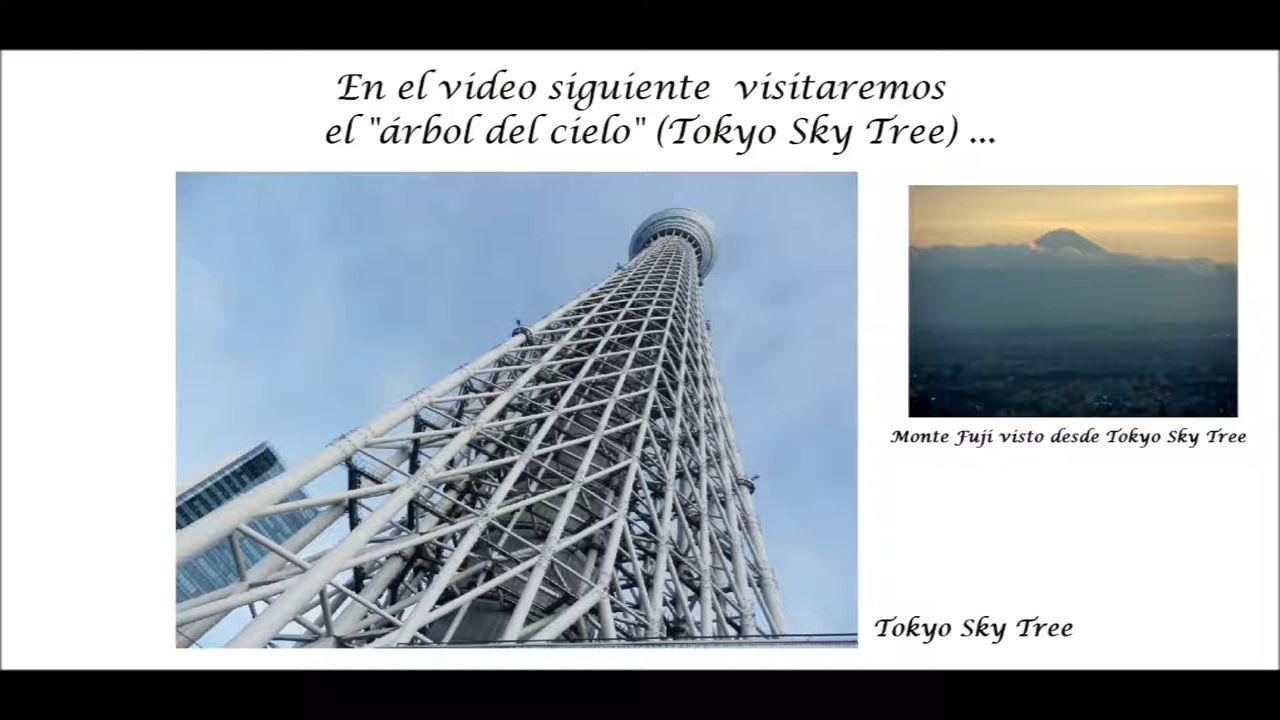 En el video siguiente visitaremos
el "árbol del cielo" (Tokyo Sky Tree) ...
Monte Fuji visto desde Tokyo Sky Tree
Tokyo Sky Tree